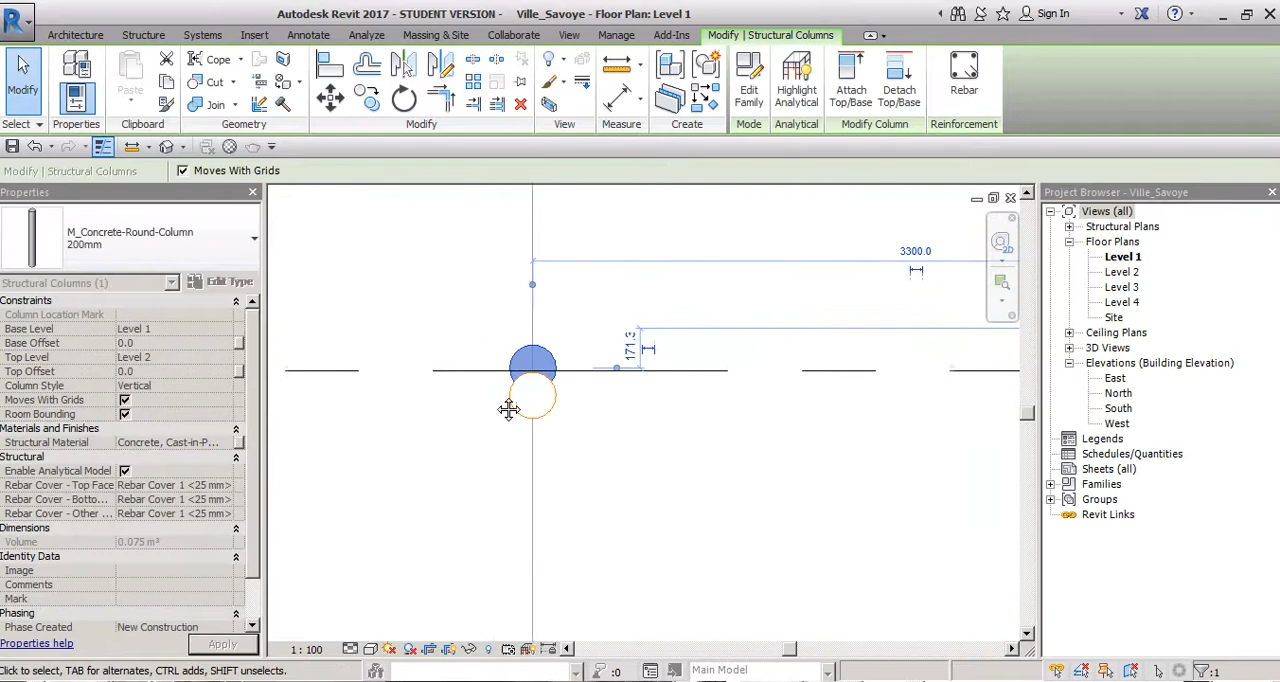 Autodesk Revit 2017 - STUDENT VERSION - Ville_Savoye - Floor Plan: Level 1
Sign In
Architecture Structure Systems Insert Annotate Analyze Massing & Site Collaborate View Manage Add-Ins Modify | Structural Columns
Modify
Properties
Paste
Cope
Cut
Join
Edit
Family
Highlight
Analytical
Attach
Top/Base
Detach
Top/Base
Rebar
Select Properties Clipboard Geometry Modify View Measure Create Mode Analytical Modify Column Reinforcement
Modify | Structural Columns
Moves With Grids
Properties
M_Concrete-Round-Column
200mm
Structural Columns (1)
Edit Type
Constraints
Column Location Mark
Base Level Level 1
Base Offset 0.0
Top Level Level 2
Top Offset 0.0
Column Style Vertical
Moves With Grids
Room Bounding
Materials and Finishes
Structural Material Concrete, Cast-in-P...
Structural
Enable Analytical Model
Rebar Cover - Top Face Rebar Cover 1 <25 mm>
Rebar Cover - Botto... Rebar Cover 1 <25 mm>
Rebar Cover - Other ... Rebar Cover 1 <25 mm>
Dimensions
Volume 0.075 m³
Identity Data
Image
Comments
Mark
Phasing
Phase Created New Construction
Properties help
Apply
3300.0
171.3
2D
Project Browser - Ville_Savoye
Views (all)
Structural Plans
Floor Plans
Level 1
Level 2
Level 3
Level 4
Site
Ceiling Plans
3D Views
Elevations (Building Elevation)
East
North
South
West
Legends
Schedules/Quantities
Sheets (all)
Families
Groups
Revit Links
1 : 100
Click to select, TAB for alternates, CTRL adds, SHIFT unselects.
:0
Main Model
:1